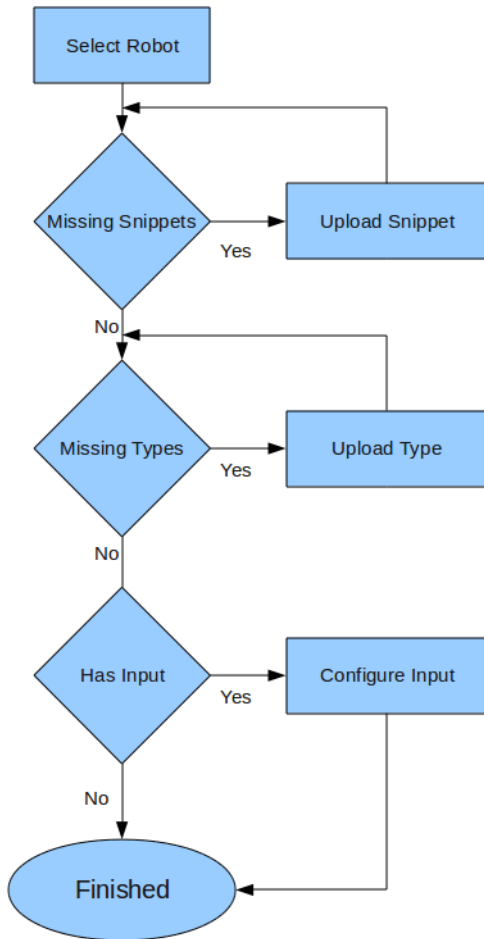 Select Robot
Missing Snippets
Yes
Upload Snippet
No
Missing Types
Yes
Upload Type
No
Has Input
Yes
Configure Input
No
Finished